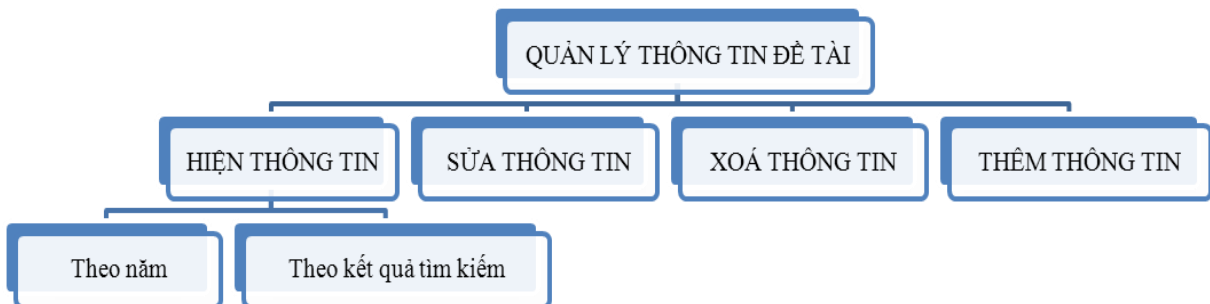 QUẢN LÝ THÔNG TIN ĐỀ TÀI
HIỆN THÔNG TIN
SỬA THÔNG TIN
XOÁ THÔNG TIN
THÊM THÔNG TIN
Theo năm
Theo kết quả tìm kiếm